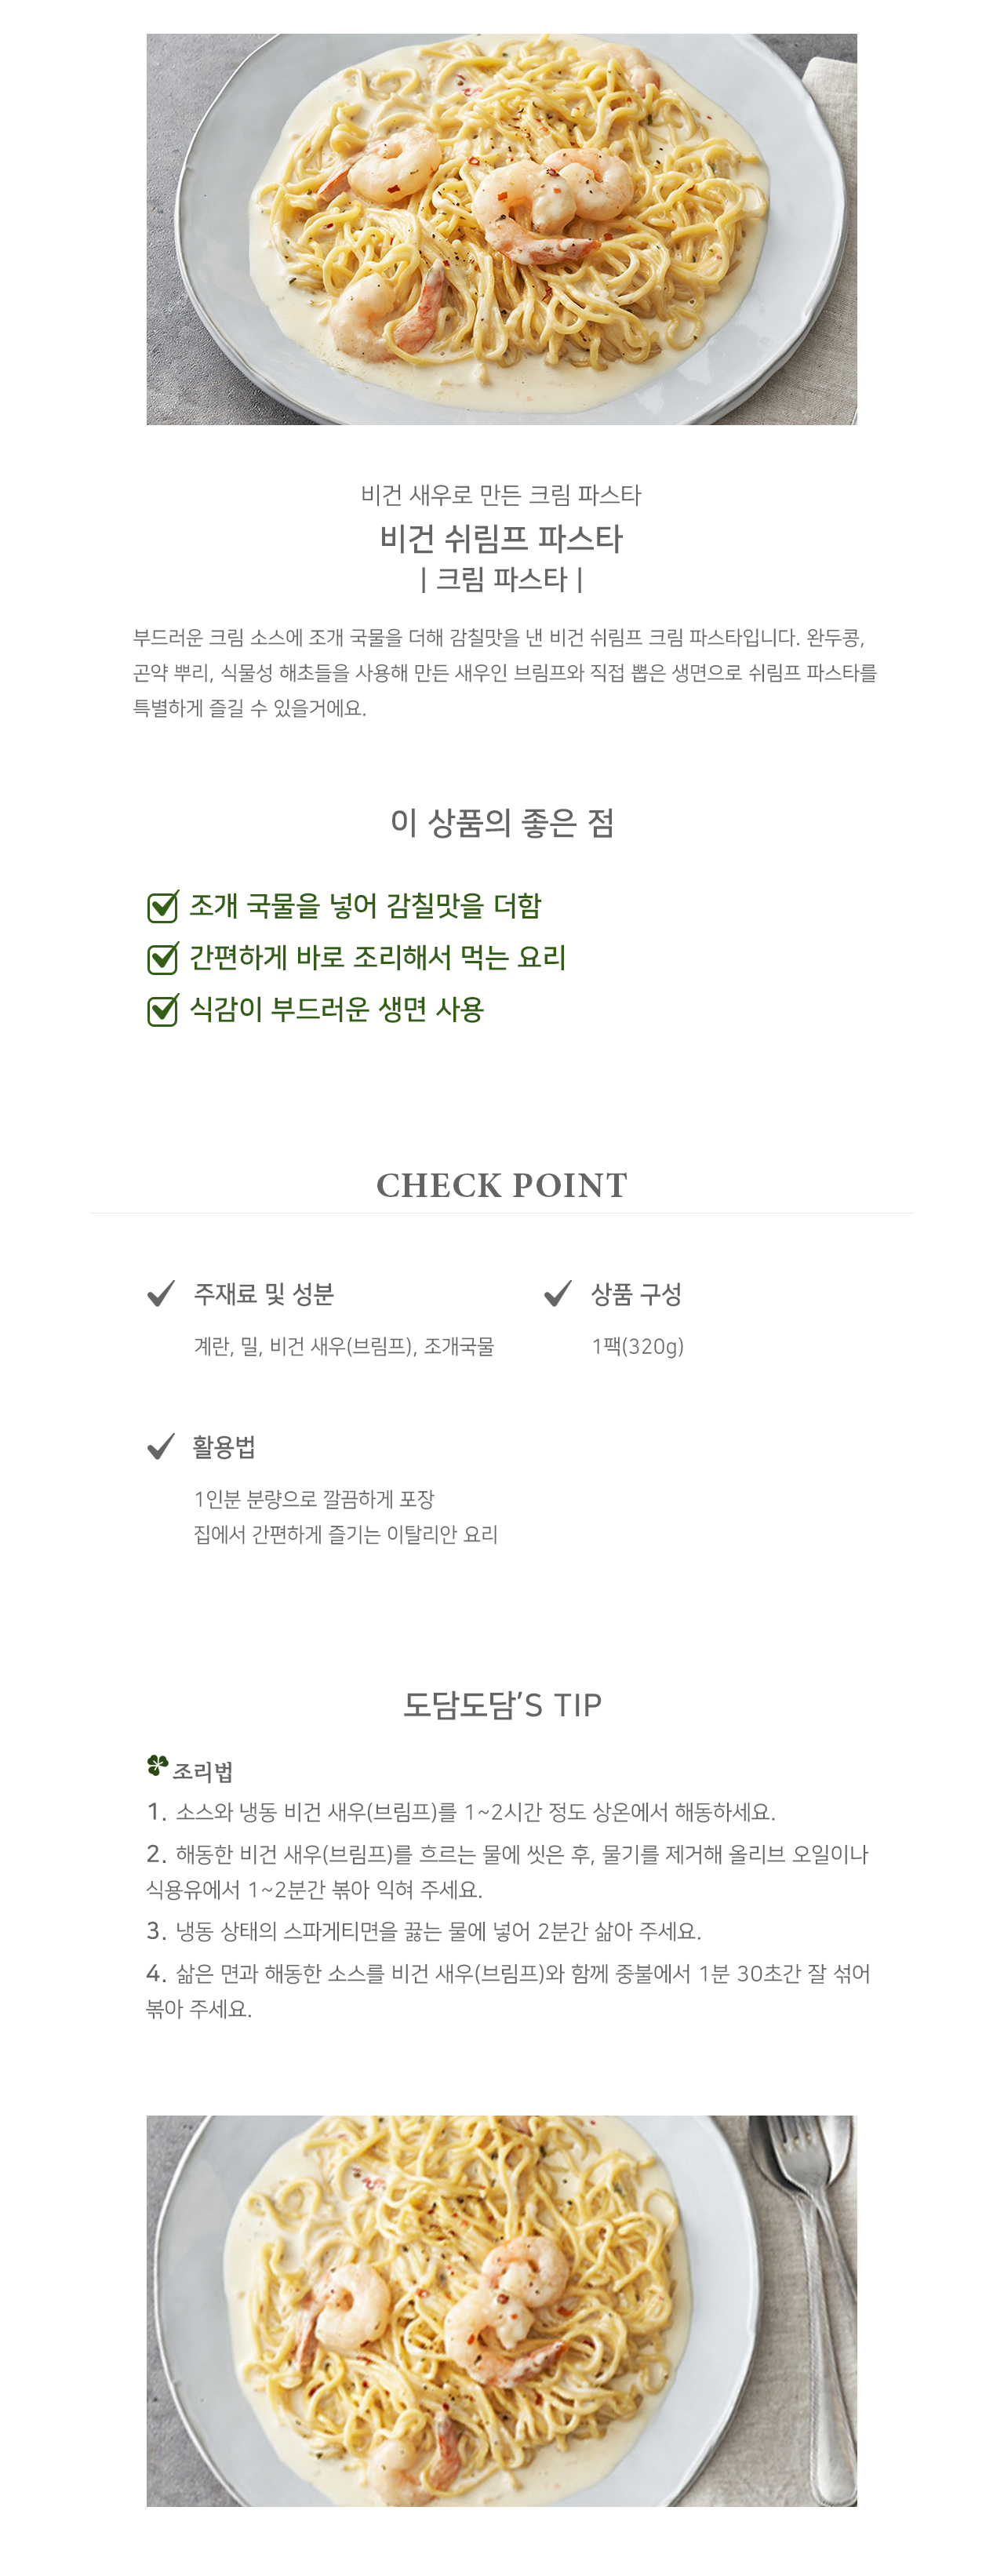 비건 새우로 만든 크림 파스타
비건 쉬림프 파스타
| 크림 파스타 |
부드러운 크림 소스에 조개 국물을 더해 감칠맛을 낸 비건 쉬림프 크림 파스타입니다. 완두콩,
곤약 뿌리, 식물성 해초들을 사용해 만든 새우인 브림프와 직접 뽑은 생면으로 쉬림프 파스타를
특별하게 즐길 수 있을거에요.
이 상품의 좋은 점
조개 국물을 넣어 감칠맛을 더함
간편하게 바로 조리해서 먹는 요리
식감이 부드러운 생면 사용
CHECK POINT
주재료 및 성분
계란, 밀, 비건 새우(브림프), 조개국물
상품 구성
1팩(320g)
활용법
1인분 분량으로 깔끔하게 포장
집에서 간편하게 즐기는 이탈리안 요리
도담도담'S TIP
조리법
1. 소스와 냉동 비건 새우(브림프)를 1~2시간 정도 상온에서 해동하세요.
2. 해동한 비건 새우(브림프)를 흐르는 물에 씻은 후, 물기를 제거해 올리브 오일이나
식용유에서 1~2분간 볶아 익혀 주세요.
3. 냉동 상태의 스파게티면을 끓는 물에 넣어 2분간 삶아 주세요.
4. 삶은 면과 해동한 소스를 비건 새우(브림프)와 함께 중불에서 1분 30초간 잘 섞어
볶아 주세요.